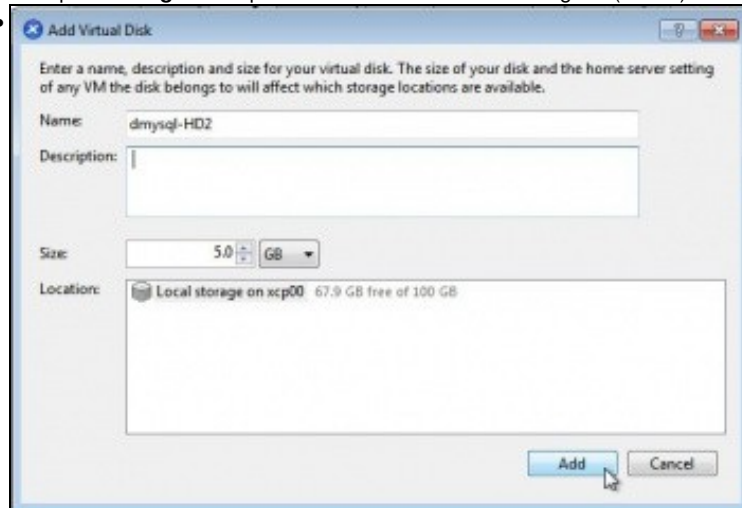 Add Virtual Disk
Enter a name, description and size for your virtual disk. The size of your disk and the home server setting
of any VM the disk belongs to will affect which storage locations are available.
Name:
dmysql-HD2
Description:
Size:
5.0
GB
Location:
Local storage on xcp00 67.9 GB free of 100 GB
Add
Cancel